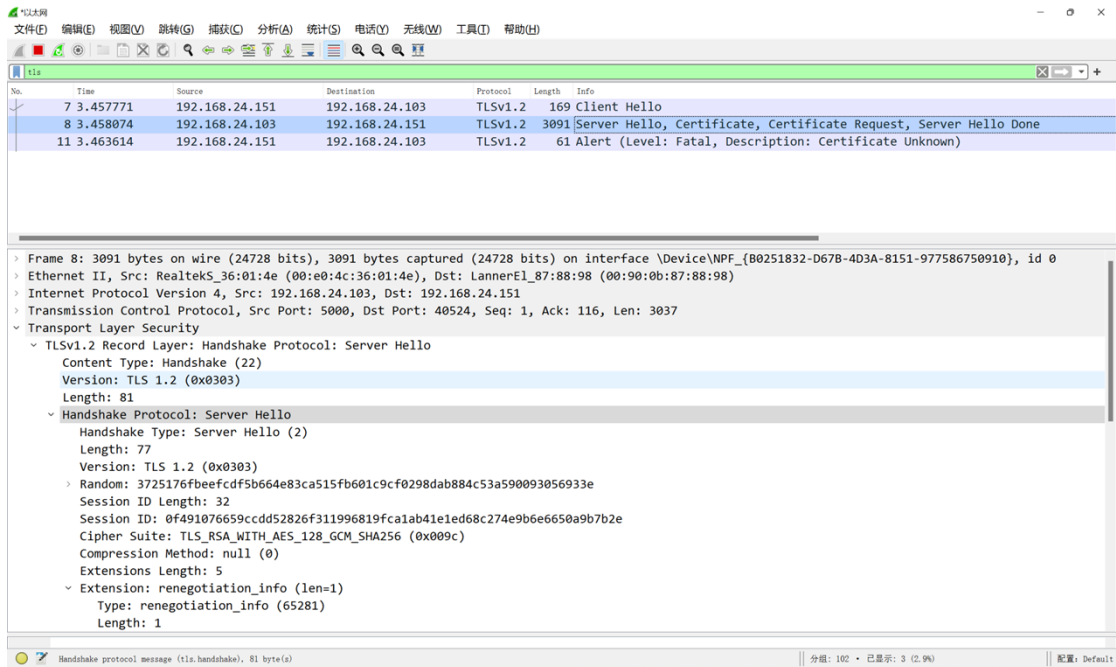 *以太网
文件(F) 编辑(E) 视图(V) 跳转(G) 捕获(C) 分析(A) 统计(S) 电话(Y) 无线(W) 工具(T) 帮助(H)
tls
No. Time Source Destination Protocol Length Info
7 3.457771 192.168.24.151 192.168.24.103 TLSv1.2 169 Client Hello
8 3.458074 192.168.24.103 192.168.24.151 TLSv1.2 3091 Server Hello, Certificate, Certificate Request, Server Hello Done
11 3.463614 192.168.24.151 192.168.24.103 TLSv1.2 61 Alert (Level: Fatal, Description: Certificate Unknown)
Frame 8: 3091 bytes on wire (24728 bits), 3091 bytes captured (24728 bits) on interface \Device\NPF_{B0251832-D67B-4D3A-8151-977586750910}, id 0
Ethernet II, Src: RealtekS_36:01:4e (00:e0:4c:36:01:4e), Dst: LannerEl_87:88:98 (00:90:0b:87:88:98)
Internet Protocol Version 4, Src: 192.168.24.103, Dst: 192.168.24.151
Transmission Control Protocol, Src Port: 5000, Dst Port: 40524, Seq: 1, Ack: 116, Len: 3037
Transport Layer Security
TLSv1.2 Record Layer: Handshake Protocol: Server Hello
Content Type: Handshake (22)
Version: TLS 1.2 (0x0303)
Length: 81
Handshake Protocol: Server Hello
Handshake Type: Server Hello (2)
Length: 77
Version: TLS 1.2 (0x0303)
Random: 3725176fbeefcdf5b664e83ca515fb601c9cf0298dab884c53a590093056933e
Session ID Length: 32
Session ID: 0f491076659ccdd52826f311996819fca1ab41e1ed68c274e9b6e6650a9b7b2e
Cipher Suite: TLS_RSA_WITH_AES_128_GCM_SHA256 (0x009c)
Compression Method: null (0)
Extensions Length: 5
Extension: renegotiation_info (len=1)
Type: renegotiation_info (65281)
Length: 1
Handshake protocol message (tls.handshake), 81 byte(s) 分组: 102 · 已显示: 3 (2.9%) 配置: Default